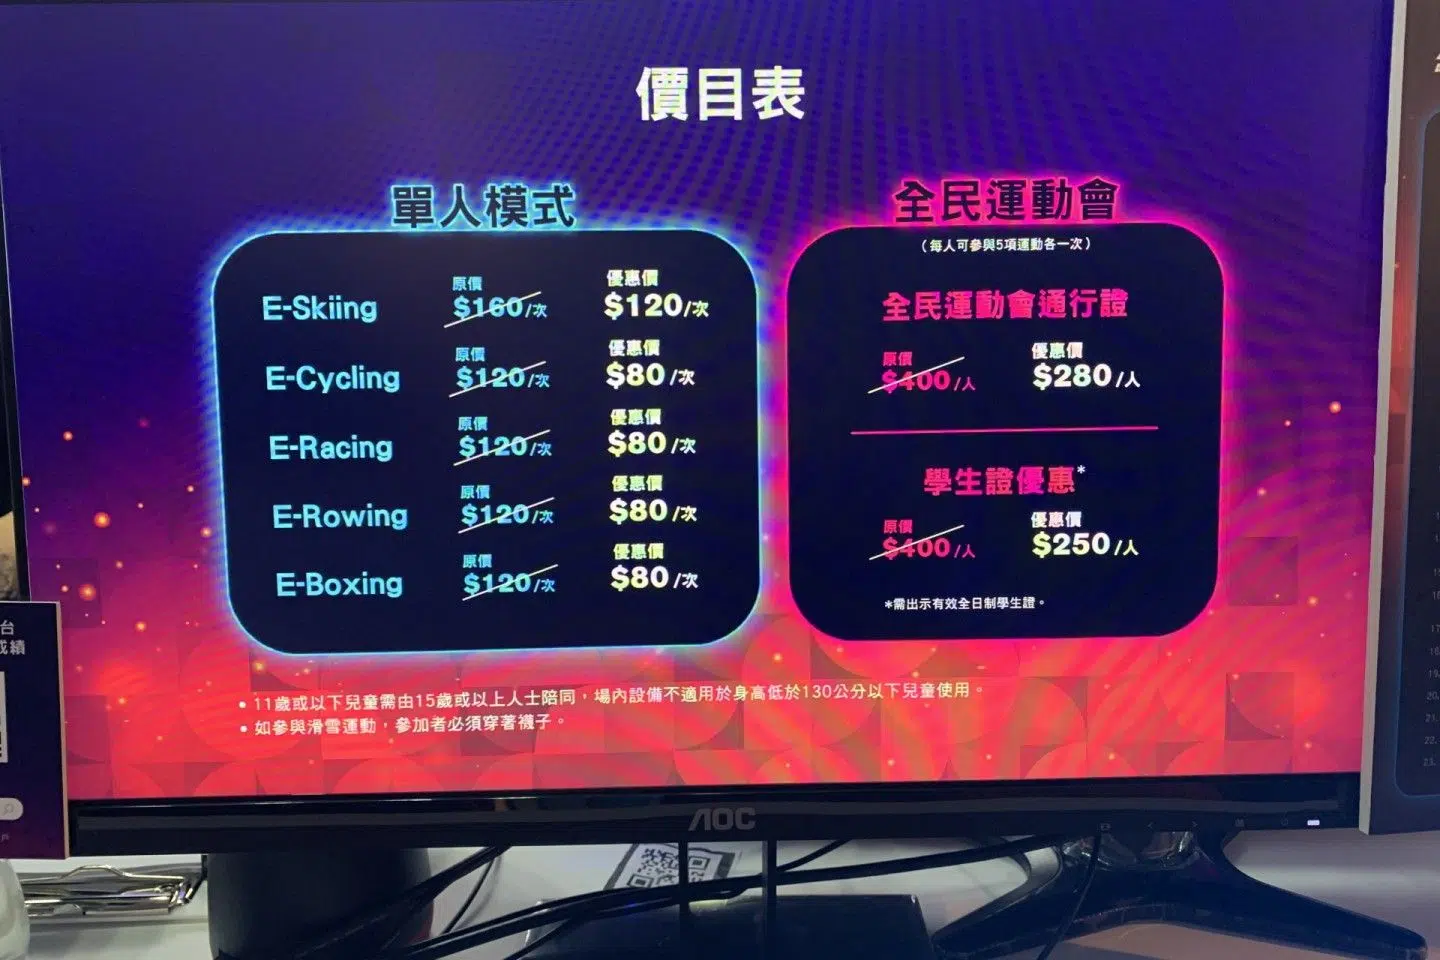 價目表
單人模式
E-Skiing 原價 $160/次 優惠價 $120/次
E-Cycling 原價 $120/次 優惠價 $80/次
E-Racing 原價 $120/次 優惠價 $80/次
E-Rowing 原價 $120/次 優惠價 $80/次
E-Boxing 原價 $120/次 優惠價 $80/次
全民運動會
（每人可參與5項運動各一次）
全民運動會通行證
原價 $400/人 優惠價 $280/人
學生證優惠*
原價 $400/人 優惠價 $250/人
*需出示有效全日制學生證。
• 11歲或以下兒童需由15歲或以上人士陪同，場內設備不適用於身高低於130公分以下兒童使用。
• 如參與滑雪運動，參加者必須穿著襪子。
台
成績
AOC